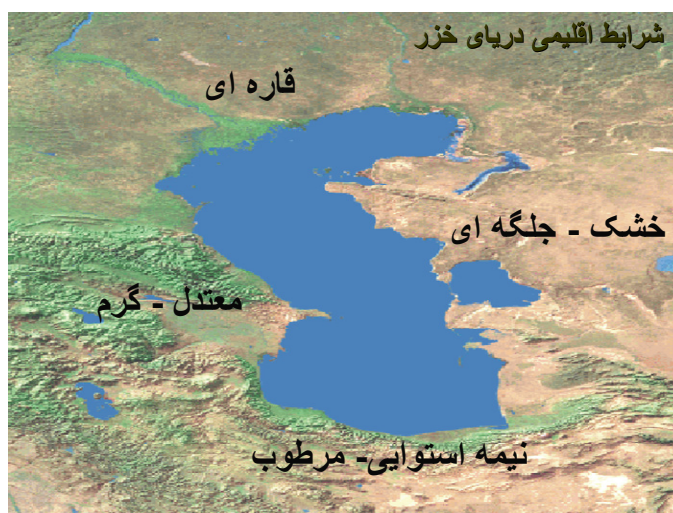 شرایط اقلیمی دریای خزر
قاره ای
خشک - جلگه ای
معتدل - گرم
نیمه استوایی- مرطوب